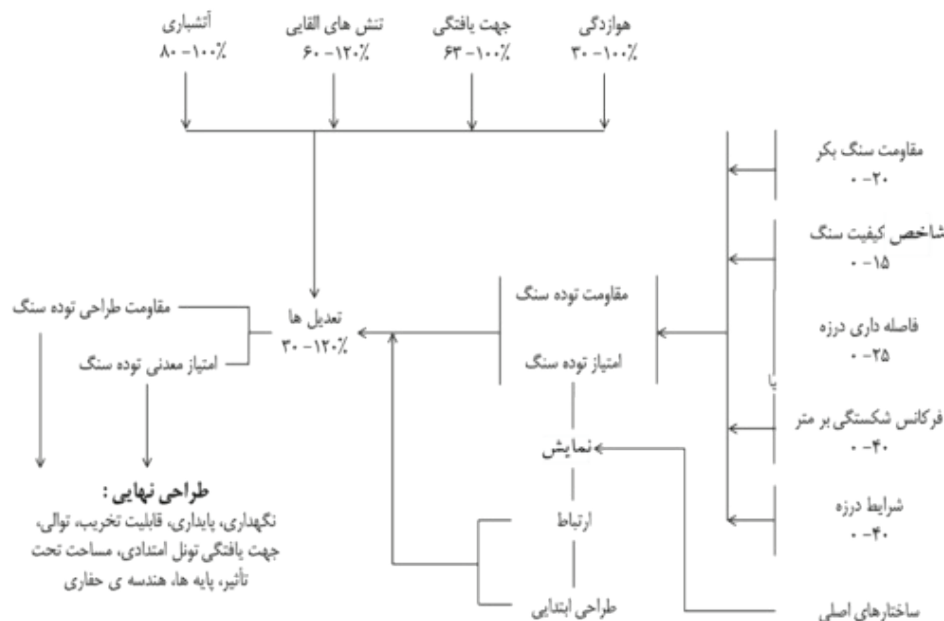 هوازدگی
۳۰-۱۰۰٪
جهت یافتگی
۶۳-۱۰۰٪
تنش های القایی
۶۰-۱۲۰٪
آتشباری
۸۰-۱۰۰٪
مقاومت سنگ بکر
۰-۲۰
شاخص کیفیت سنگ
۰-۱۵
فاصله داری درزه
۰-۲۵
یا
فرکانس شکستگی بر متر
۰-۴۰
شرایط درزه
۰-۴۰
ساختارهای اصلی
مقاومت توده سنگ
امتیاز توده سنگ
نمایش
ارتباط
طراحی ابتدایی
تعدیل ها
۳۰-۱۲۰٪
مقاومت طراحی توده سنگ
امتیاز معدنی توده سنگ
طراحی نهایی :
نگهداری، پایداری، قابلیت تخریب، توالی،
جهت یافتگی تونل امتدادی، مساحت تحت
تأثیر، پایه ها، هندسه ی حفاری